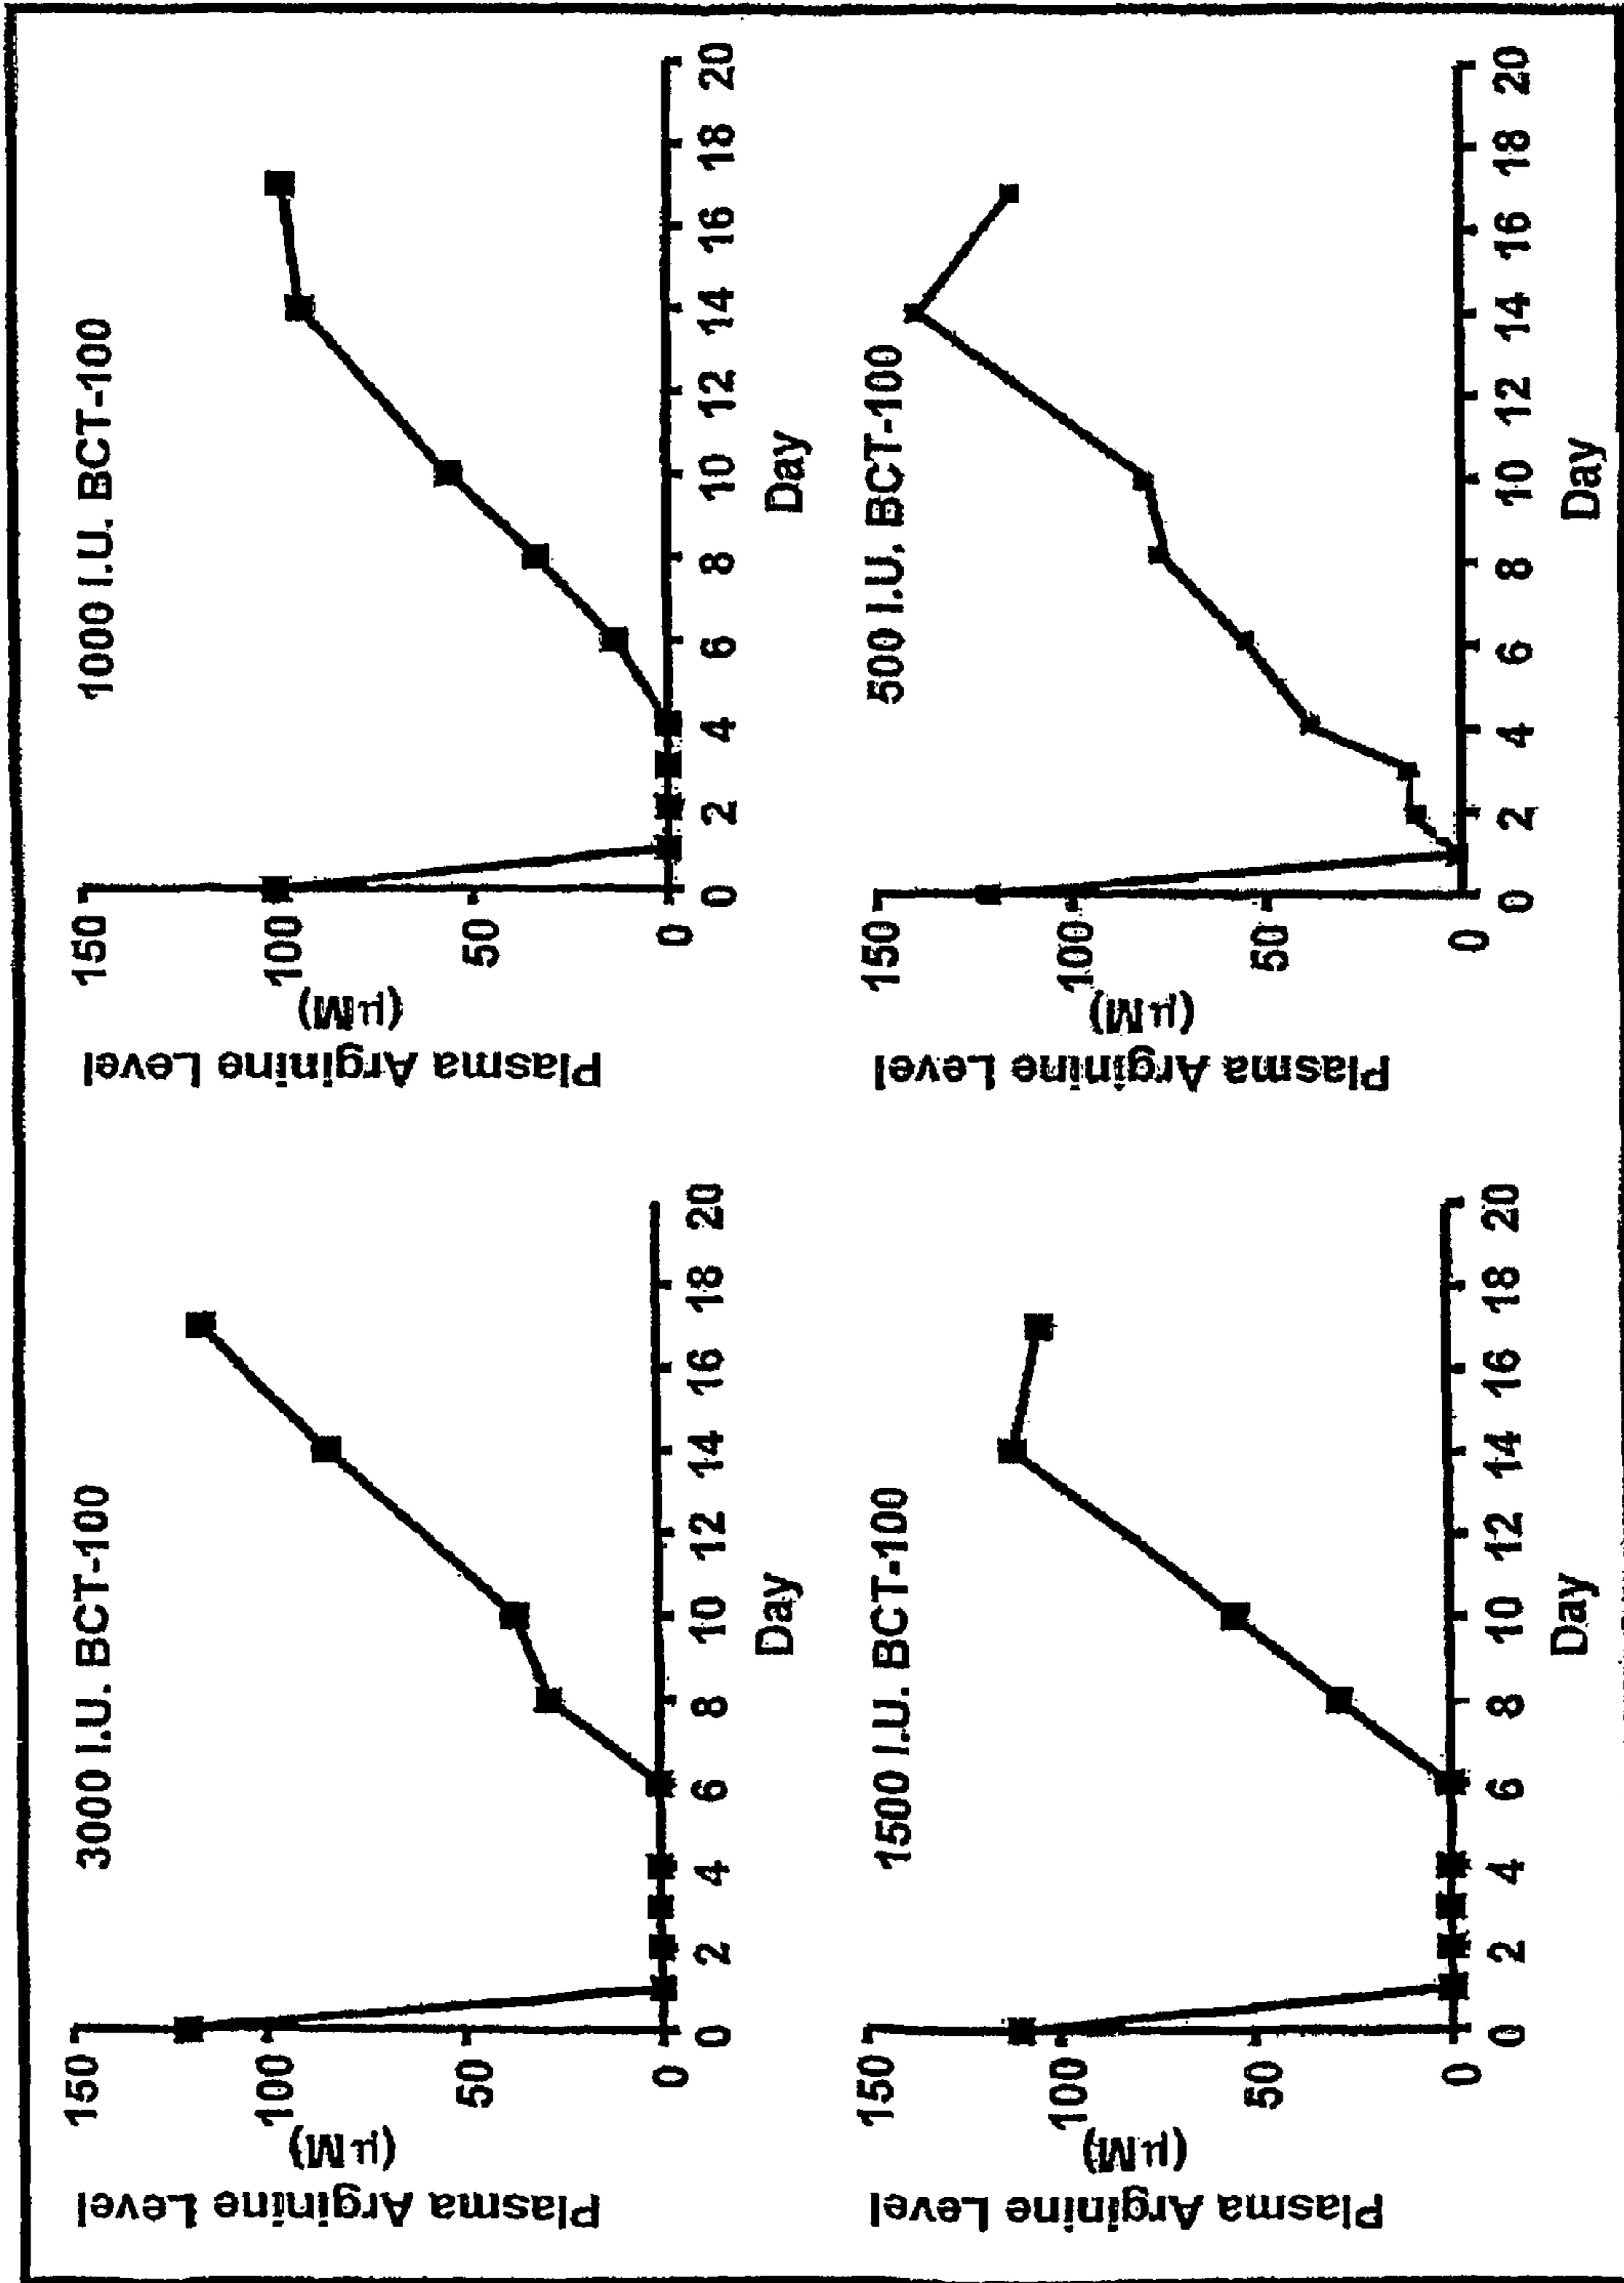 3000 I.U. BCT-100
Plasma Arginine Level
(µM)
150
100
50
0
0 2 4 6 8 10 12 14 16 18 20
Day
1000 I.U. BCT-100
Plasma Arginine Level
(µM)
150
100
50
0
0 2 4 6 8 10 12 14 16 18 20
Day
1500 I.U. BCT-100
Plasma Arginine Level
(µM)
150
100
50
0
0 2 4 6 8 10 12 14 16 18 20
Day
500 I.U. BCT-100
Plasma Arginine Level
(µM)
150
100
50
0
0 2 4 6 8 10 12 14 16 18 20
Day